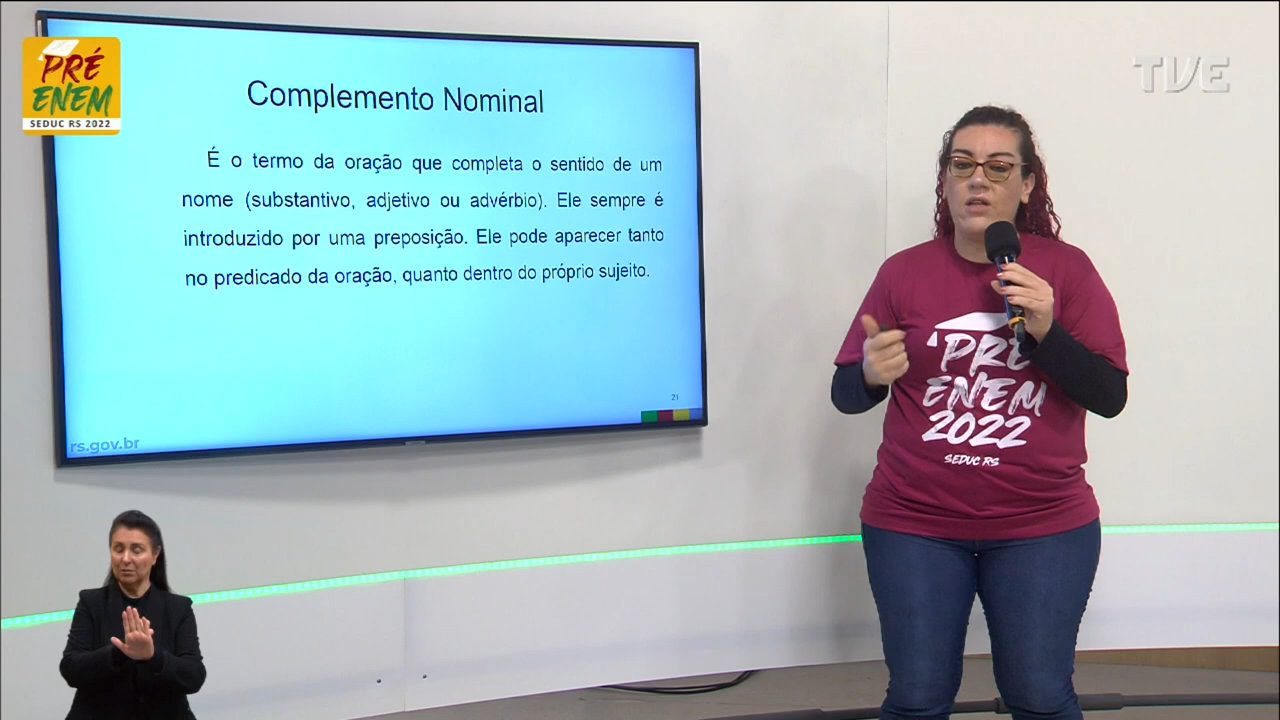 PRÉ
ENEM
SEDUC RS 2022
TVE
Complemento Nominal
É o termo da oração que completa o sentido de um
nome (substantivo, adjetivo ou advérbio). Ele sempre é
introduzido por uma preposição. Ele pode aparecer tanto
no predicado da oração, quanto dentro do próprio sujeito.
21
rs.gov.br
PRÉ
ENEM
2022
SEDUC RS